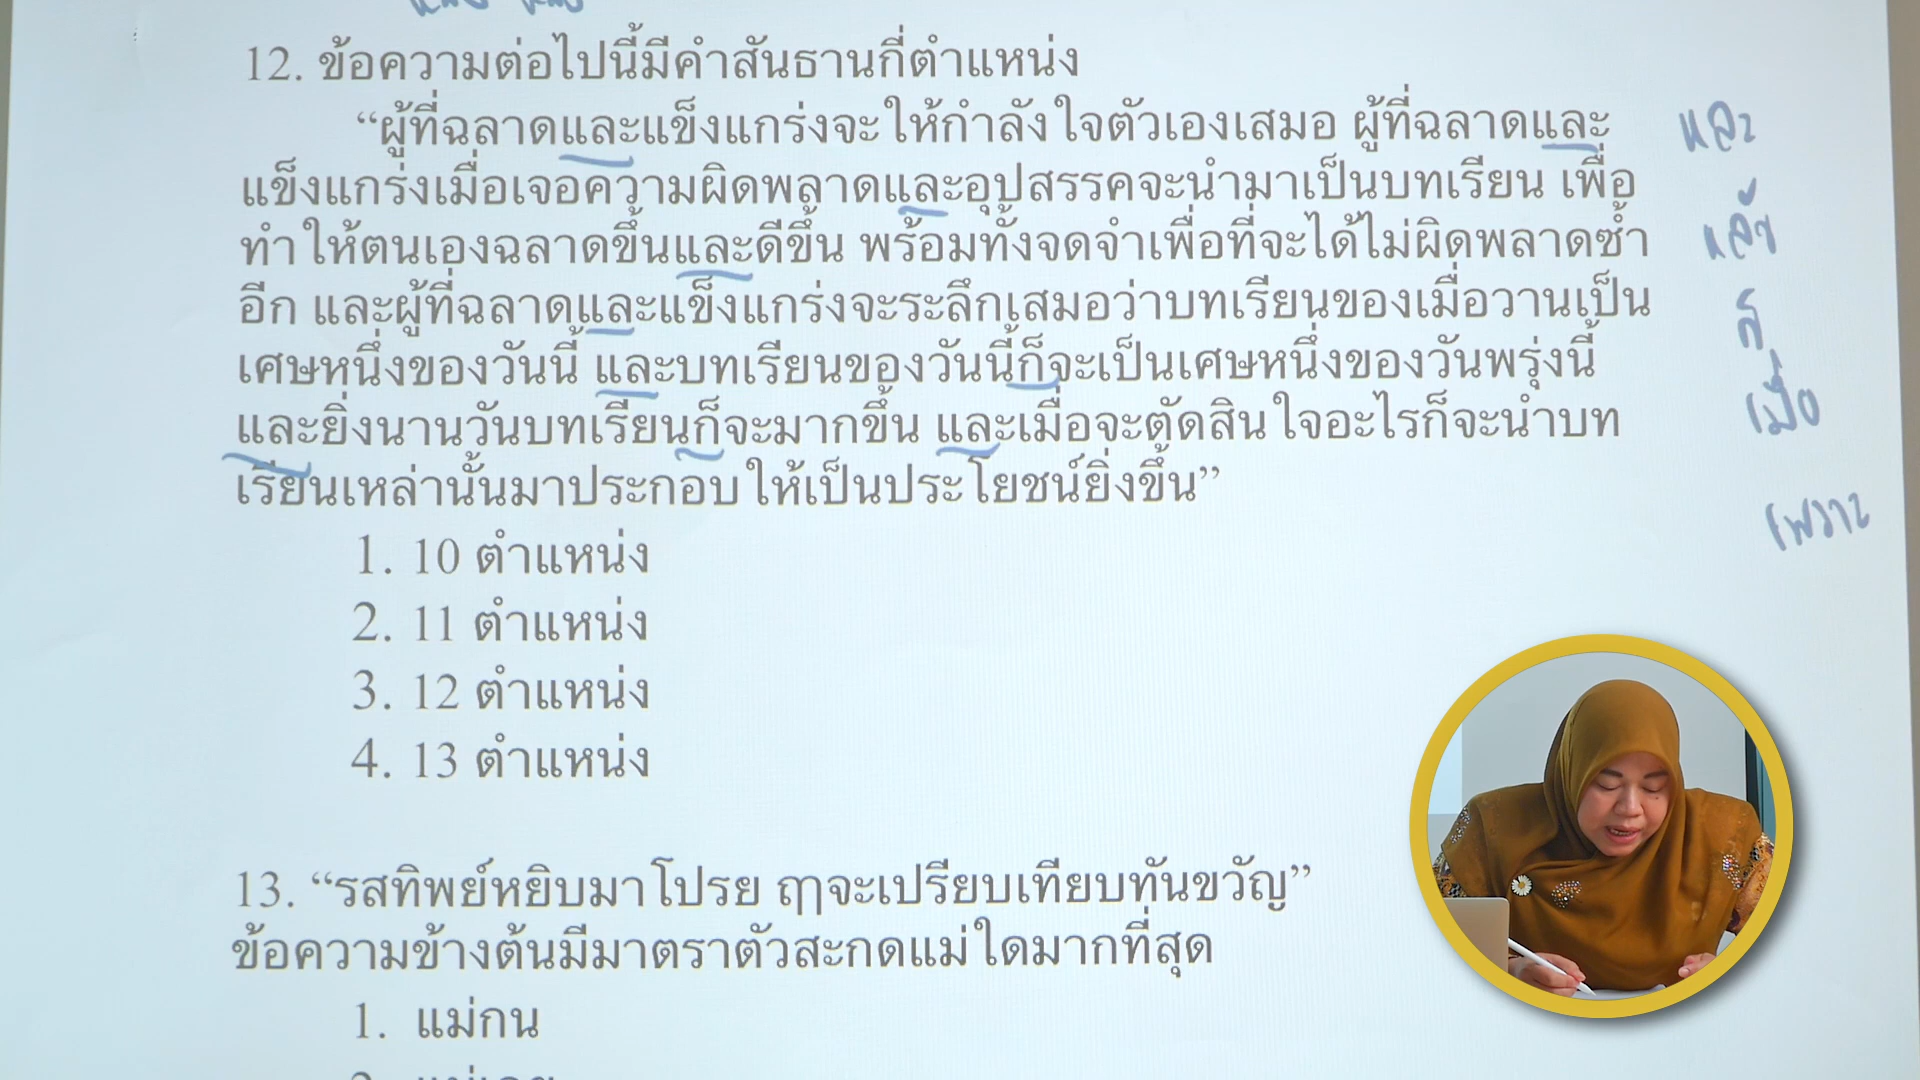 12. ข้อความต่อไปนี้มีคำสันธานกี่ตำแหน่ง
“ผู้ที่ฉลาดและแข็งแกร่งจะให้กำลังใจตัวเองเสมอ ผู้ที่ฉลาดและ
แข็งแกร่งเมื่อเจอความผิดพลาดและอุปสรรคจะนำมาเป็นบทเรียน เพื่อ
ทำให้ตนเองฉลาดขึ้นและดีขึ้น พร้อมทั้งจดจำเพื่อที่จะได้ไม่ผิดพลาดซ้ำ
อีก และผู้ที่ฉลาดและแข็งแกร่งจะระลึกเสมอว่าบทเรียนของเมื่อวานเป็น
เศษหนึ่งของวันนี้ และบทเรียนของวันนี้ก็จะเป็นเศษหนึ่งของวันพรุ่งนี้
และยิ่งนานวันบทเรียนก็จะมากขึ้น และเมื่อจะตัดสินใจอะไรก็จะนำบท
เรียนเหล่านั้นมาประกอบให้เป็นประโยชน์ยิ่งขึ้น”
และ
แล้ว
ก็
เมื่อ
เพราะ
1. 10 ตำแหน่ง
2. 11 ตำแหน่ง
3. 12 ตำแหน่ง
4. 13 ตำแหน่ง
13. “รสทิพย์หยิบมาโปรย ฤๅจะเปรียบเทียบทันขวัญ”
ข้อความข้างต้นมีมาตราตัวสะกดแม่ใดมากที่สุด
1. แม่กน